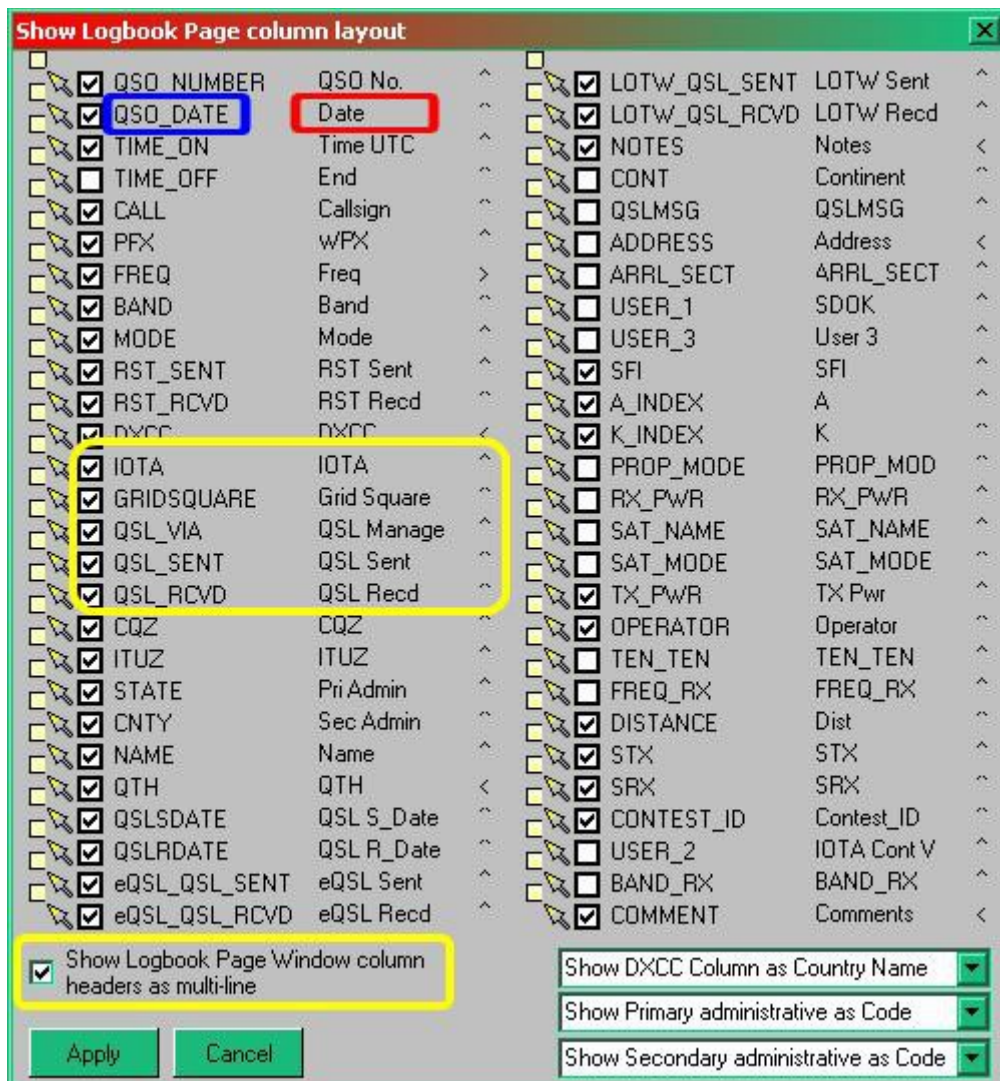 Show Logbook Page column layout
QSO_NUMBER QSO No. ^
QSO_DATE Date ^
TIME_ON Time UTC ^
TIME_OFF End ^
CALL Callsign ^
PFX WPX ^
FREQ Freq >
BAND Band ^
MODE Mode ^
RST_SENT RST Sent ^
RST_RCVD RST Recd ^
DXCC DXCC <
IOTA IOTA ^
GRIDSQUARE Grid Square ^
QSL_VIA QSL Manage ^
QSL_SENT QSL Sent ^
QSL_RCVD QSL Recd ^
CQZ CQZ ^
ITUZ ITUZ ^
STATE Pri Admin ^
CNTY Sec Admin ^
NAME Name ^
QTH QTH <
QSLSDATE QSL S_Date ^
QSLRDATE QSL R_Date ^
eQSL_QSL_SENT eQSL Sent ^
eQSL_QSL_RCVD eQSL Recd ^
LOTW_QSL_SENT LOTW Sent ^
LOTW_QSL_RCVD LOTW Recd ^
NOTES Notes <
CONT Continent ^
QSLMSG QSLMSG ^
ADDRESS Address <
ARRL_SECT ARRL_SECT ^
USER_1 SDOK ^
USER_3 User 3 ^
SFI SFI ^
A_INDEX A ^
K_INDEX K ^
PROP_MODE PROP_MOD ^
RX_PWR RX_PWR ^
SAT_NAME SAT_NAME ^
SAT_MODE SAT_MODE ^
TX_PWR TX Pwr ^
OPERATOR Operator ^
TEN_TEN TEN_TEN ^
FREQ_RX FREQ_RX ^
DISTANCE Dist ^
STX STX ^
SRX SRX ^
CONTEST_ID Contest_ID ^
USER_2 IOTA Cont V ^
BAND_RX BAND_RX ^
COMMENT Comments <
Show Logbook Page Window column
headers as multi-line
Apply Cancel
Show DXCC Column as Country Name
Show Primary administrative as Code
Show Secondary administrative as Code